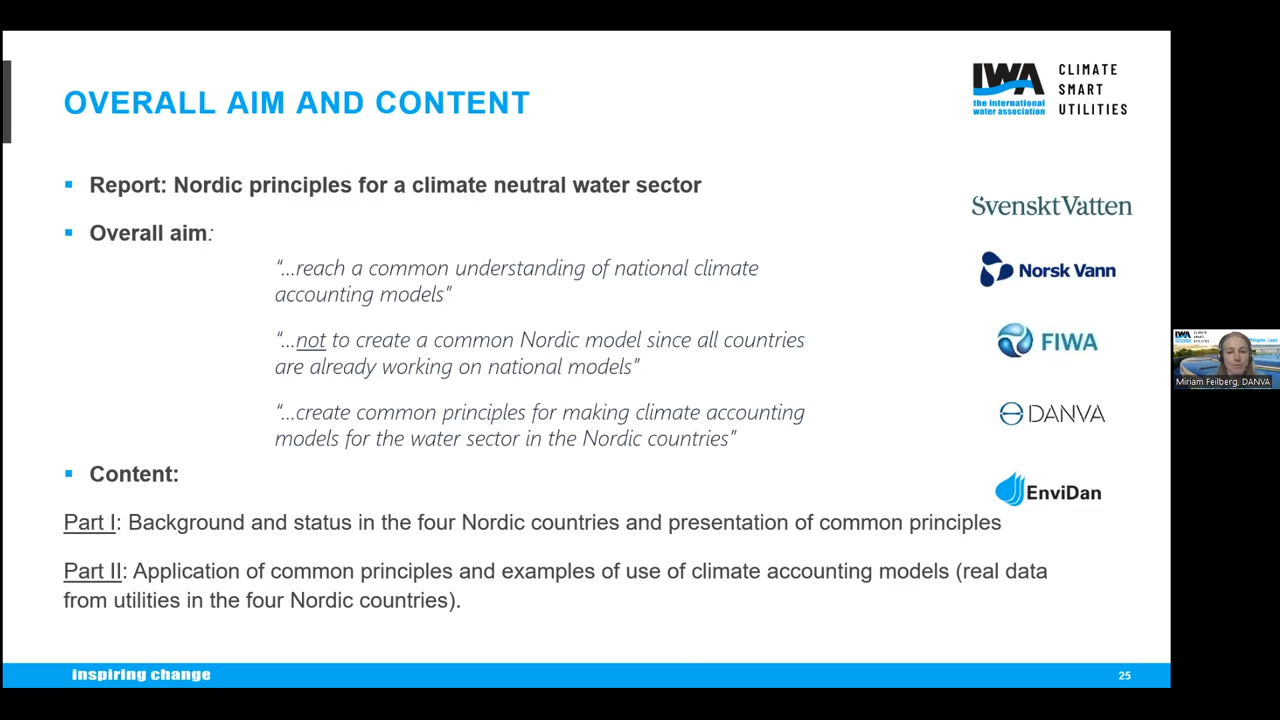 OVERALL AIM AND CONTENT
IWA
the international
water association
CLIMATE
SMART
UTILITIES
▪ Report: Nordic principles for a climate neutral water sector
▪ Overall aim:
“…reach a common understanding of national climate
accounting models”
“…not to create a common Nordic model since all countries
are already working on national models”
“…create common principles for making climate accounting
models for the water sector in the Nordic countries”
▪ Content:
Part I: Background and status in the four Nordic countries and presentation of common principles
Part II: Application of common principles and examples of use of climate accounting models (real data
from utilities in the four Nordic countries).
SvensktVatten
Norsk Vann
FIWA
DANVA
EnviDan
inspiring change
25
IWA
Miriam Feilberg, DANVA